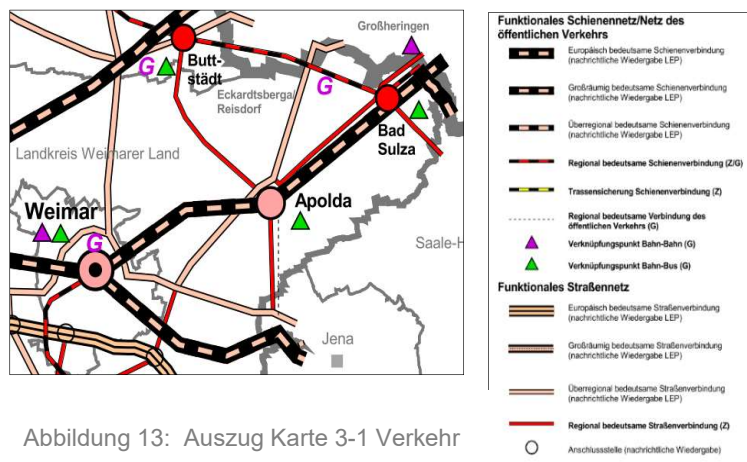 Großheringen
G
Butt-
städt
G
Eckardtsberga/
Reisdorf
Bad
Sulza
Landkreis Weimarer Land
Weimar
G
Apolda
Saale-H
Jena
Abbildung 13: Auszug Karte 3-1 Verkehr
Funktionales Schienennetz/Netz des
öffentlichen Verkehrs
Europäisch bedeutsame Schienenverbindung
(nachrichtliche Wiedergabe LEP)
Großräumig bedeutsame Schienenverbindung
(nachrichtliche Wiedergabe LEP)
Überregional bedeutsame Schienenverbindung
(nachrichtliche Wiedergabe LEP)
Regional bedeutsame Schienenverbindung (Z/G)
Trassensicherung Schienenverbindung (Z)
Regional bedeutsame Verbindung des
öffentlichen Verkehrs (G)
Verknüpfungspunkt Bahn-Bahn (G)
Verknüpfungspunkt Bahn-Bus (G)
Funktionales Straßennetz
Europäisch bedeutsame Straßenverbindung
(nachrichtliche Wiedergabe LEP)
Großräumig bedeutsame Straßenverbindung
(nachrichtliche Wiedergabe LEP)
Überregional bedeutsame Straßenverbindung
(nachrichtliche Wiedergabe LEP)
Regional bedeutsame Straßenverbindung (Z)
Anschlussstelle (nachrichtliche Wiedergabe)